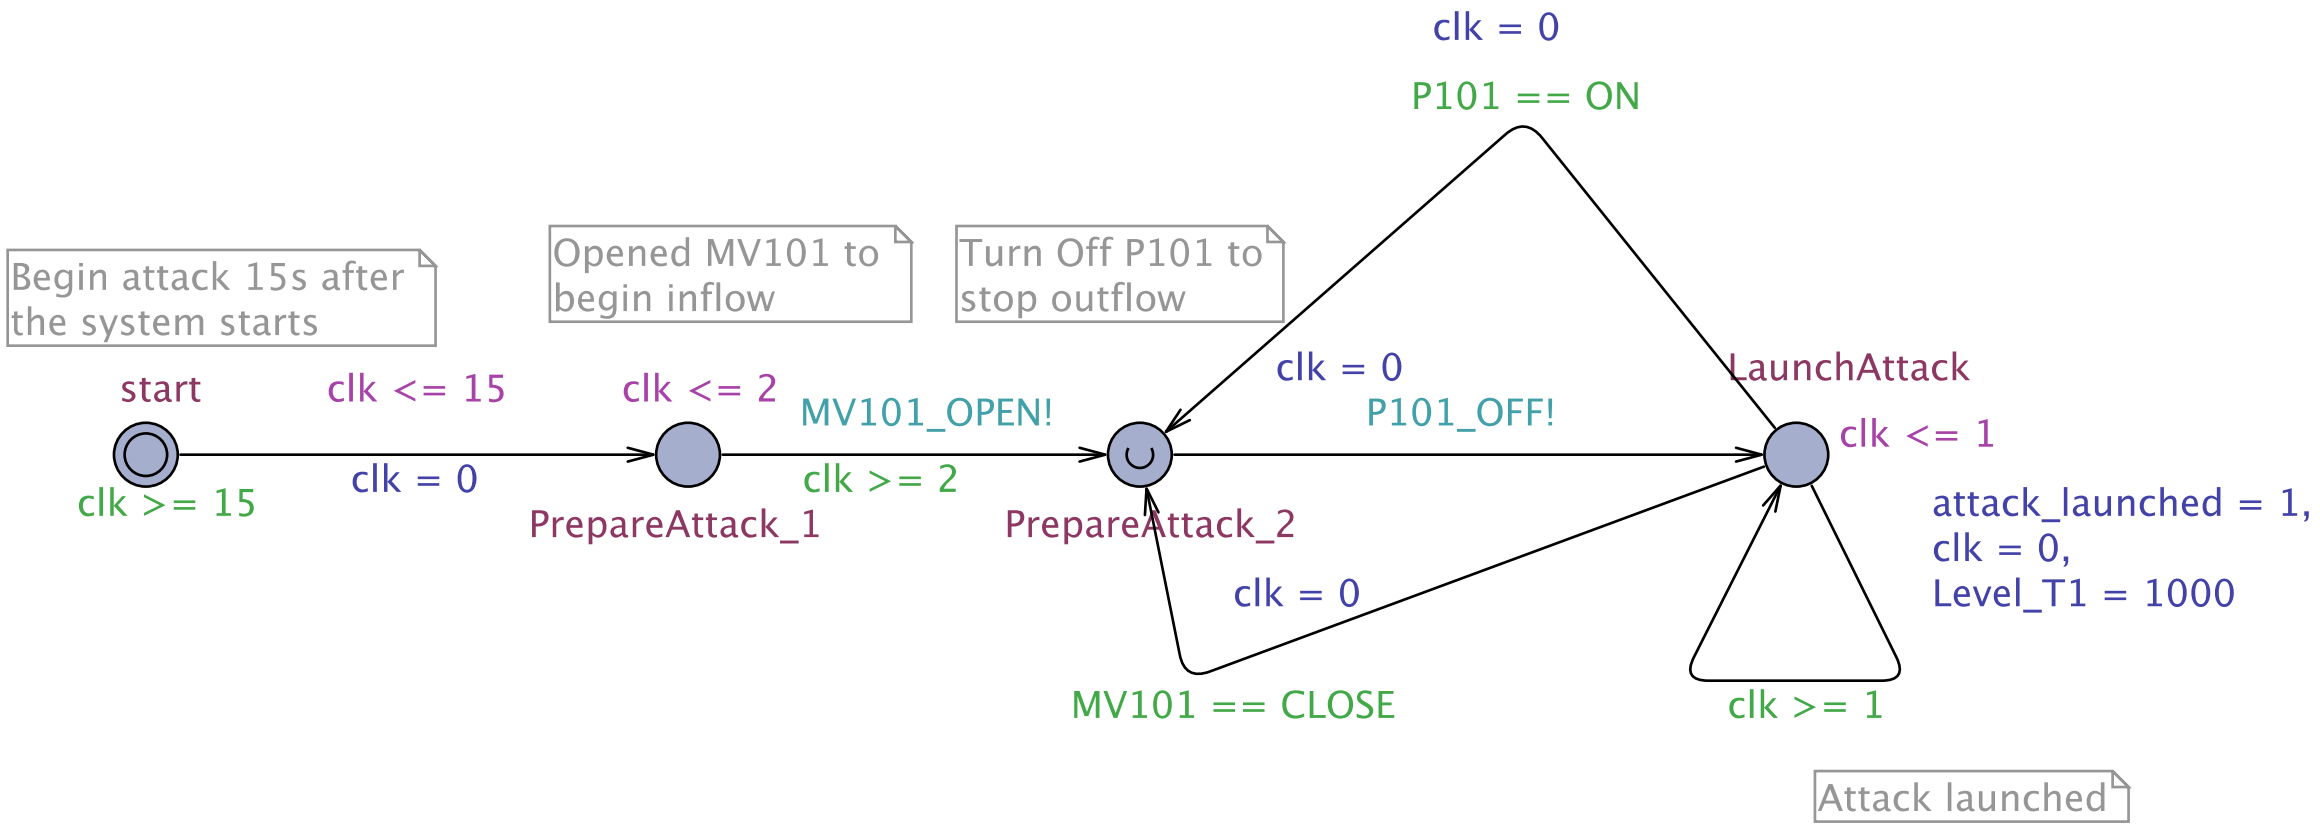 clk = 0
P101 == ON
Begin attack 15s after
the system starts
Opened MV101 to
begin inflow
Turn Off P101 to
stop outflow
start
clk <= 15
clk >= 15
clk = 0
clk <= 2
PrepareAttack_1
MV101_OPEN!
clk >= 2
PrepareAttack_2
clk = 0
P101_OFF!
LaunchAttack
clk <= 1
clk = 0
MV101 == CLOSE
attack_launched = 1,
clk = 0,
Level_T1 = 1000
clk >= 1
Attack launched